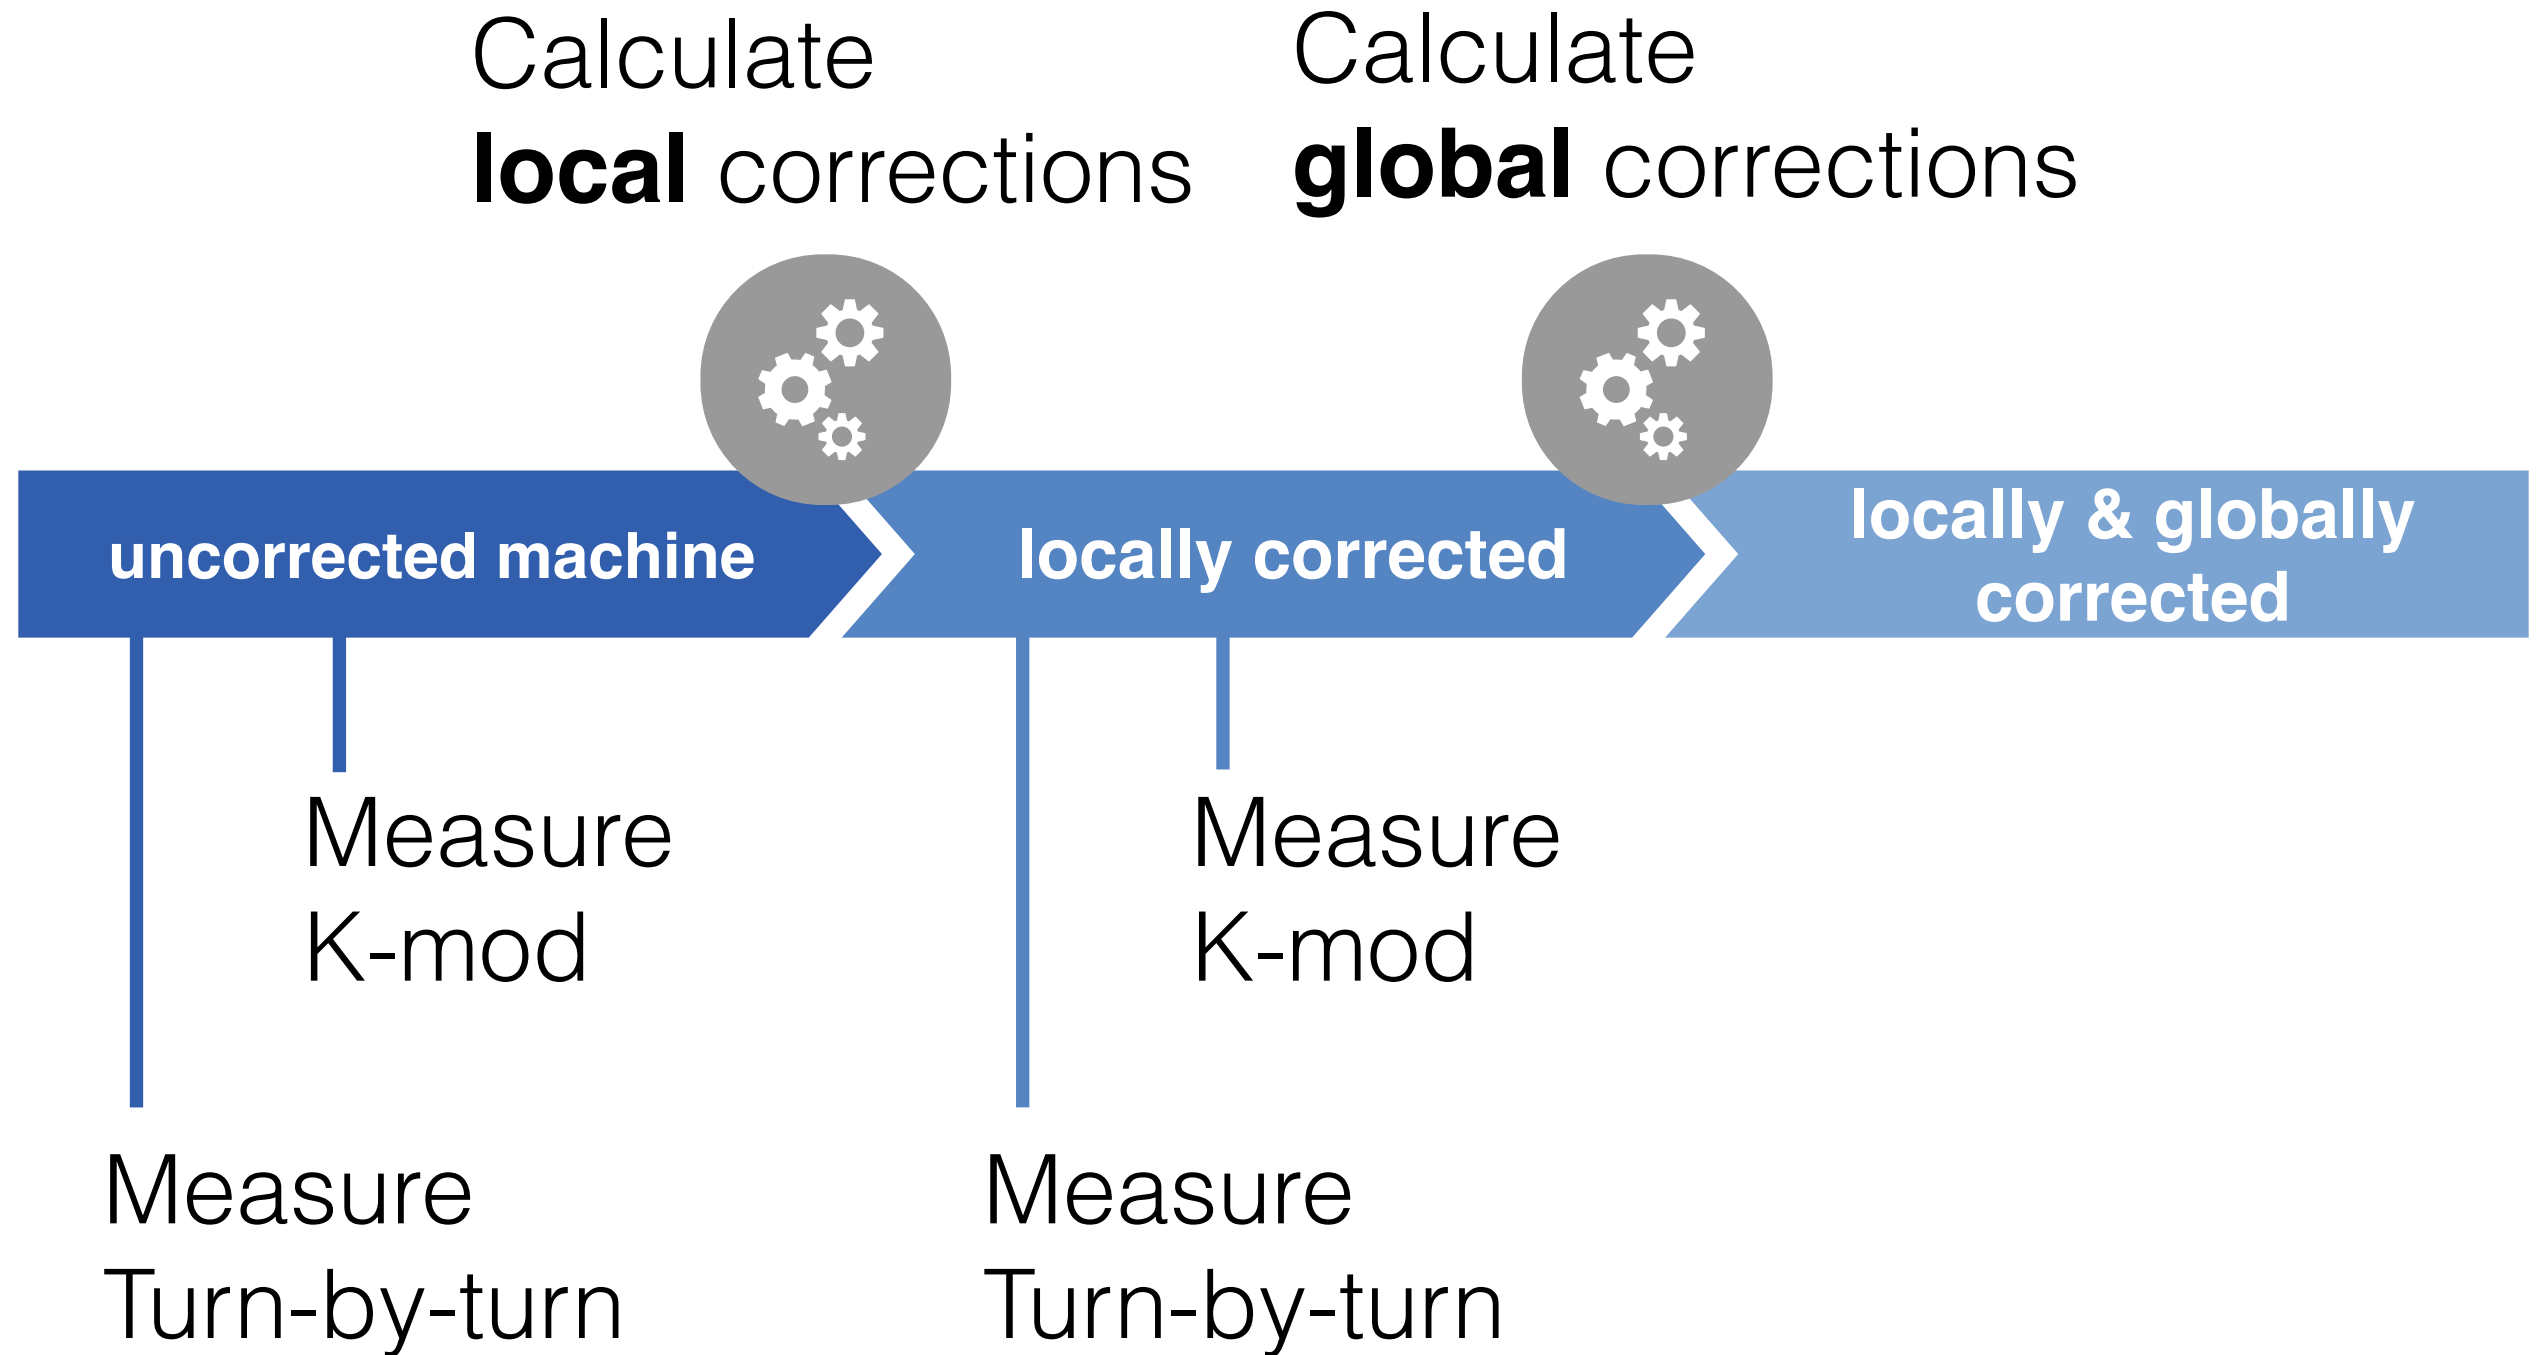 Calculate
local corrections
Calculate
global corrections
uncorrected machine
locally corrected
locally & globally
corrected
Measure
K-mod
Measure
K-mod
Measure
Turn-by-turn
Measure
Turn-by-turn